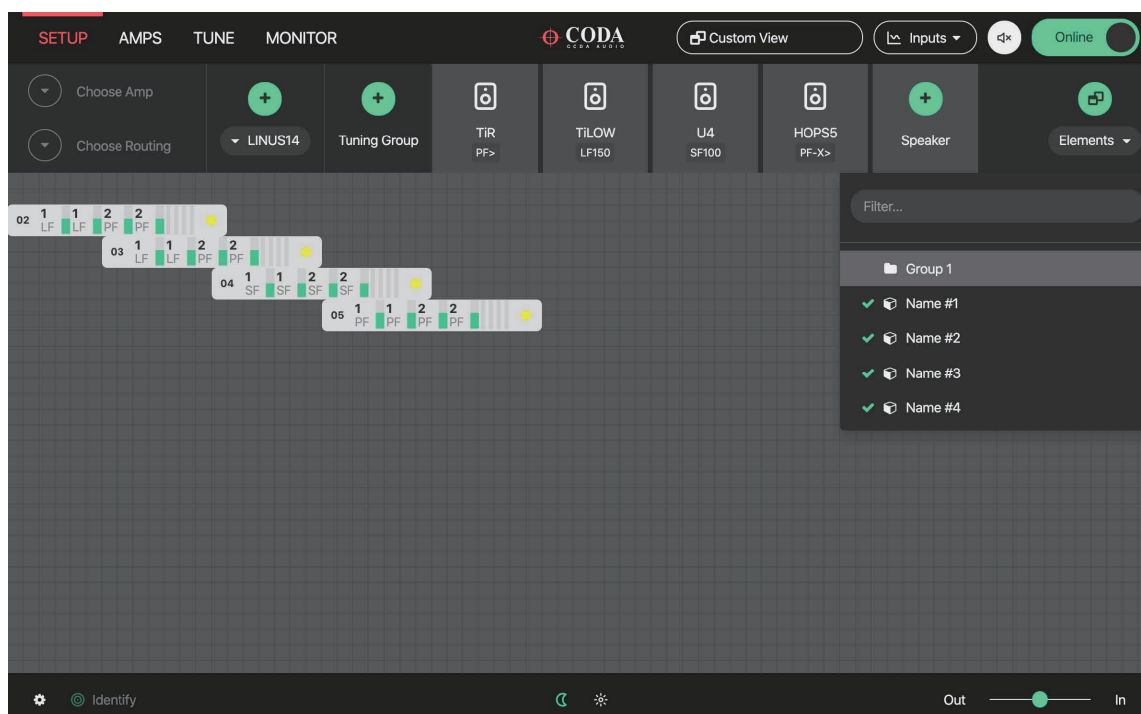 SETUP AMPS TUNE MONITOR CODA Custom View Inputs Online
CODA AUDIO
Choose Amp
Choose Routing
LINUS14 Tuning Group TiR TiLOW U4 HOPS5 Speaker Elements
PF> LF150 SF100 PF-X>
Filter...
02 1 1 2 2
LF LF PF PF
03 1 1 2 2
LF LF PF PF
04 1 1 2 2
SF SF SF SF
05 1 1 2 2
PF PF PF PF
Group 1
Name #1
Name #2
Name #3
Name #4
Identify Out In